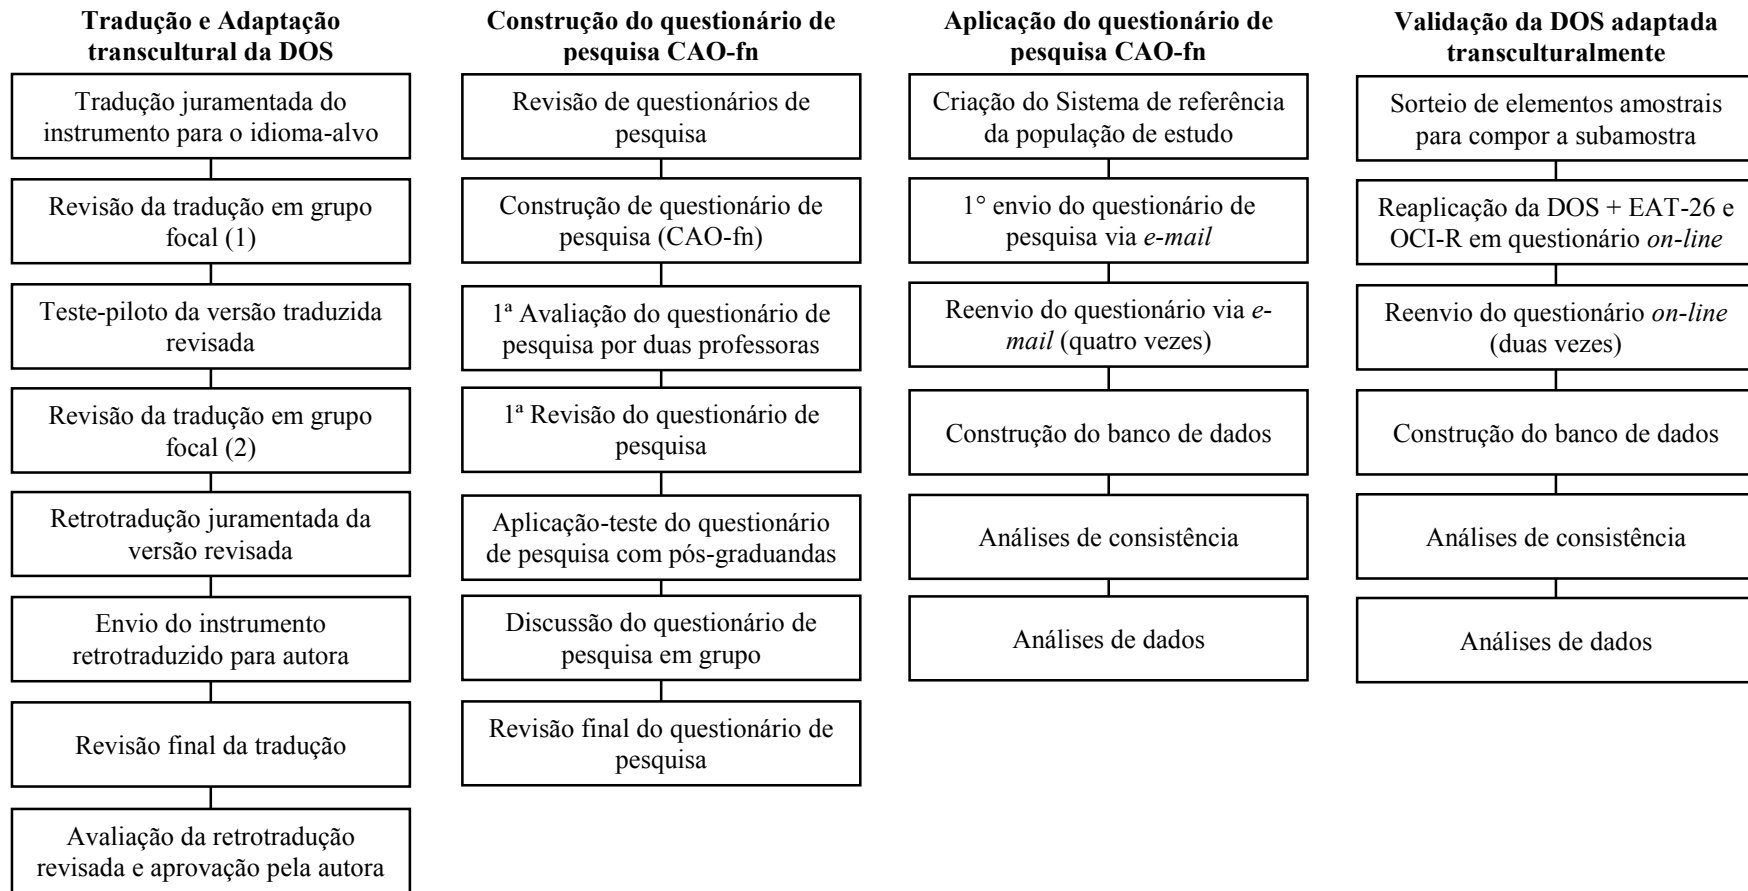 Tradução e Adaptação
transcultural da DOS
Tradução juramentada do
instrumento para o idioma-alvo
Revisão da tradução em grupo
focal (1)
Teste-piloto da versão traduzida
revisada
Revisão da tradução em grupo
focal (2)
Retrotradução juramentada da
versão revisada
Envio do instrumento
retrotraduzido para autora
Revisão final da tradução
Avaliação da retrotradução
revisada e aprovação pela autora
Construção do questionário de
pesquisa CAO-fn
Revisão de questionários de
pesquisa
Construção de questionário de
pesquisa (CAO-fn)
1ª Avaliação do questionário de
pesquisa por duas professoras
1ª Revisão do questionário de
pesquisa
Aplicação-teste do questionário
de pesquisa com pós-graduandas
Discussão do questionário de
pesquisa em grupo
Revisão final do questionário de
pesquisa
Aplicação do questionário de
pesquisa CAO-fn
Criação do Sistema de referência
da população de estudo
1° envio do questionário de
pesquisa via e-mail
Reenvio do questionário via e-
mail (quatro vezes)
Construção do banco de dados
Análises de consistência
Análises de dados
Validação da DOS adaptada
transculturalmente
Sorteio de elementos amostrais
para compor a subamostra
Reaplicação da DOS + EAT-26 e
OCI-R em questionário on-line
Reenvio do questionário on-line
(duas vezes)
Construção do banco de dados
Análises de consistência
Análises de dados